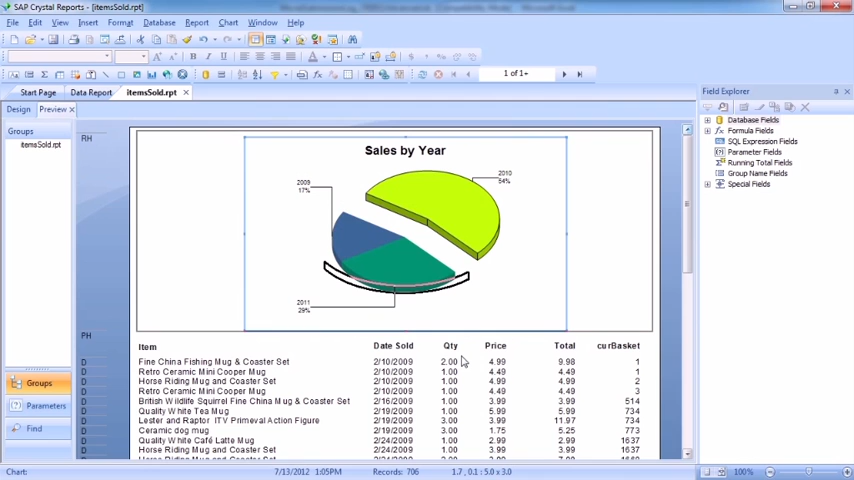 SAP Crystal Reports - [itemsSold.rpt]
File Edit View Insert Format Database Report Chart Window Help
1 of 1+
Start Page Data Report itemsSold.rpt
Field Explorer
Design Preview
Groups
itemsSold.rpt
RH
Sales by Year
2009
17%
2010
54%
2011
29%
Database Fields
Formula Fields
SQL Expression Fields
Parameter Fields
Running Total Fields
Group Name Fields
Special Fields
PH
Item Date Sold Qty Price Total curBasket
D Fine China Fishing Mug & Coaster Set 2/10/2009 2.00 4.99 9.98 1
D Retro Ceramic Mini Cooper Mug 2/10/2009 1.00 4.49 4.49 1
D Horse Riding Mug and Coaster Set 2/10/2009 1.00 4.99 4.99 2
D Retro Ceramic Mini Cooper Mug 2/10/2009 1.00 4.49 4.49 3
D British Wildlife Squirrel Fine China Mug & Coaster Set 2/16/2009 1.00 3.99 3.99 514
D Quality White Tea Mug 2/19/2009 1.00 5.99 5.99 734
D Lester and Raptor ITV Primeval Action Figure 2/19/2009 3.00 3.99 11.97 734
D Ceramic dog mug 2/19/2009 3.00 1.75 5.25 773
D Quality White Café Latte Mug 2/24/2009 1.00 2.99 2.99 1637
D Horse Riding Mug and Coaster Set 2/24/2009 1.00 3.99 3.99 1637
Groups
Parameters
Find
Chart: 7/13/2012 1:05PM Records: 706 1.7 , 0.1 : 5.0 x 3.0 100%